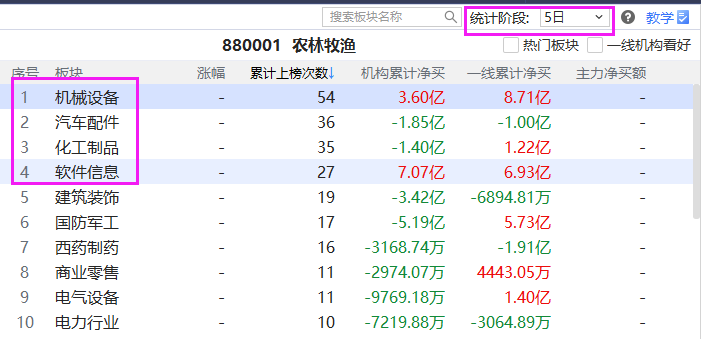 搜索板块名称 统计阶段: 5日 ? 教学
880001 农林牧渔 热门板块 一线机构看好
序号 板块 涨幅 累计上榜次数↓ 机构累计净买 一线累计净买 主力净买额
1 机械设备 - 54 3.60亿 8.71亿 -
2 汽车配件 - 36 -1.85亿 -1.00亿 -
3 化工制品 - 35 -1.40亿 1.22亿 -
4 软件信息 - 27 7.07亿 6.93亿 -
5 建筑装饰 - 19 -3.42亿 -6894.81万 -
6 国防军工 - 17 -5.19亿 5.73亿 -
7 西药制药 - 16 -3168.74万 -1.91亿 -
8 商业零售 - 11 -2974.07万 4443.05万 -
9 电气设备 - 11 -9769.18万 1.40亿 -
10 电力行业 - 10 -7219.88万 -3064.89万 -